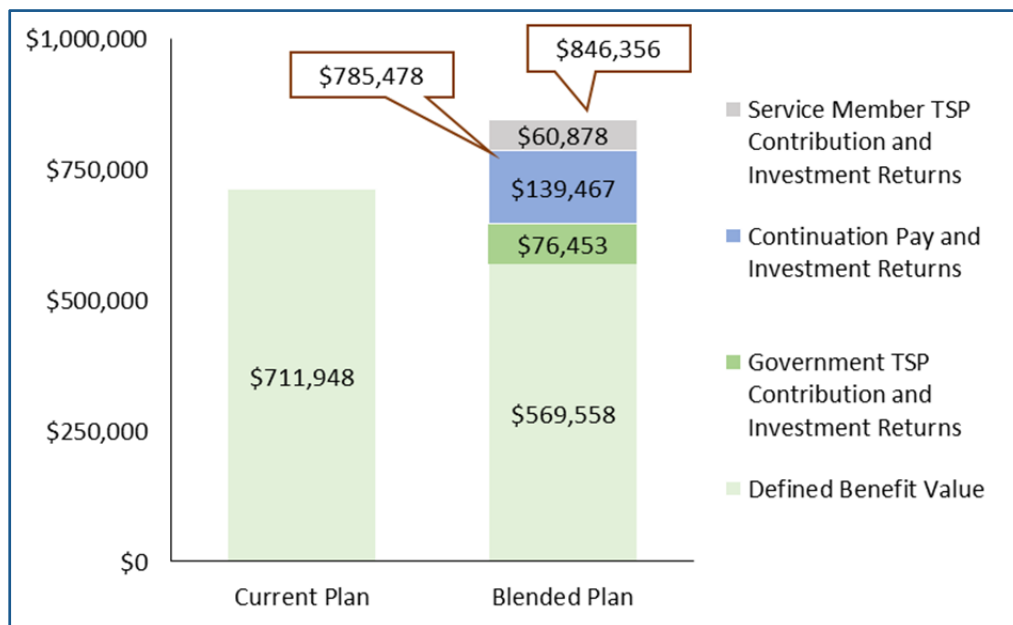 $1,000,000
$750,000
$500,000
$250,000
$0
$785,478
$846,356
$711,948
$60,878
$139,467
$76,453
$569,558
Current Plan
Blended Plan
Service Member TSP
Contribution and
Investment Returns
Continuation Pay and
Investment Returns
Government TSP
Contribution and
Investment Returns
Defined Benefit Value